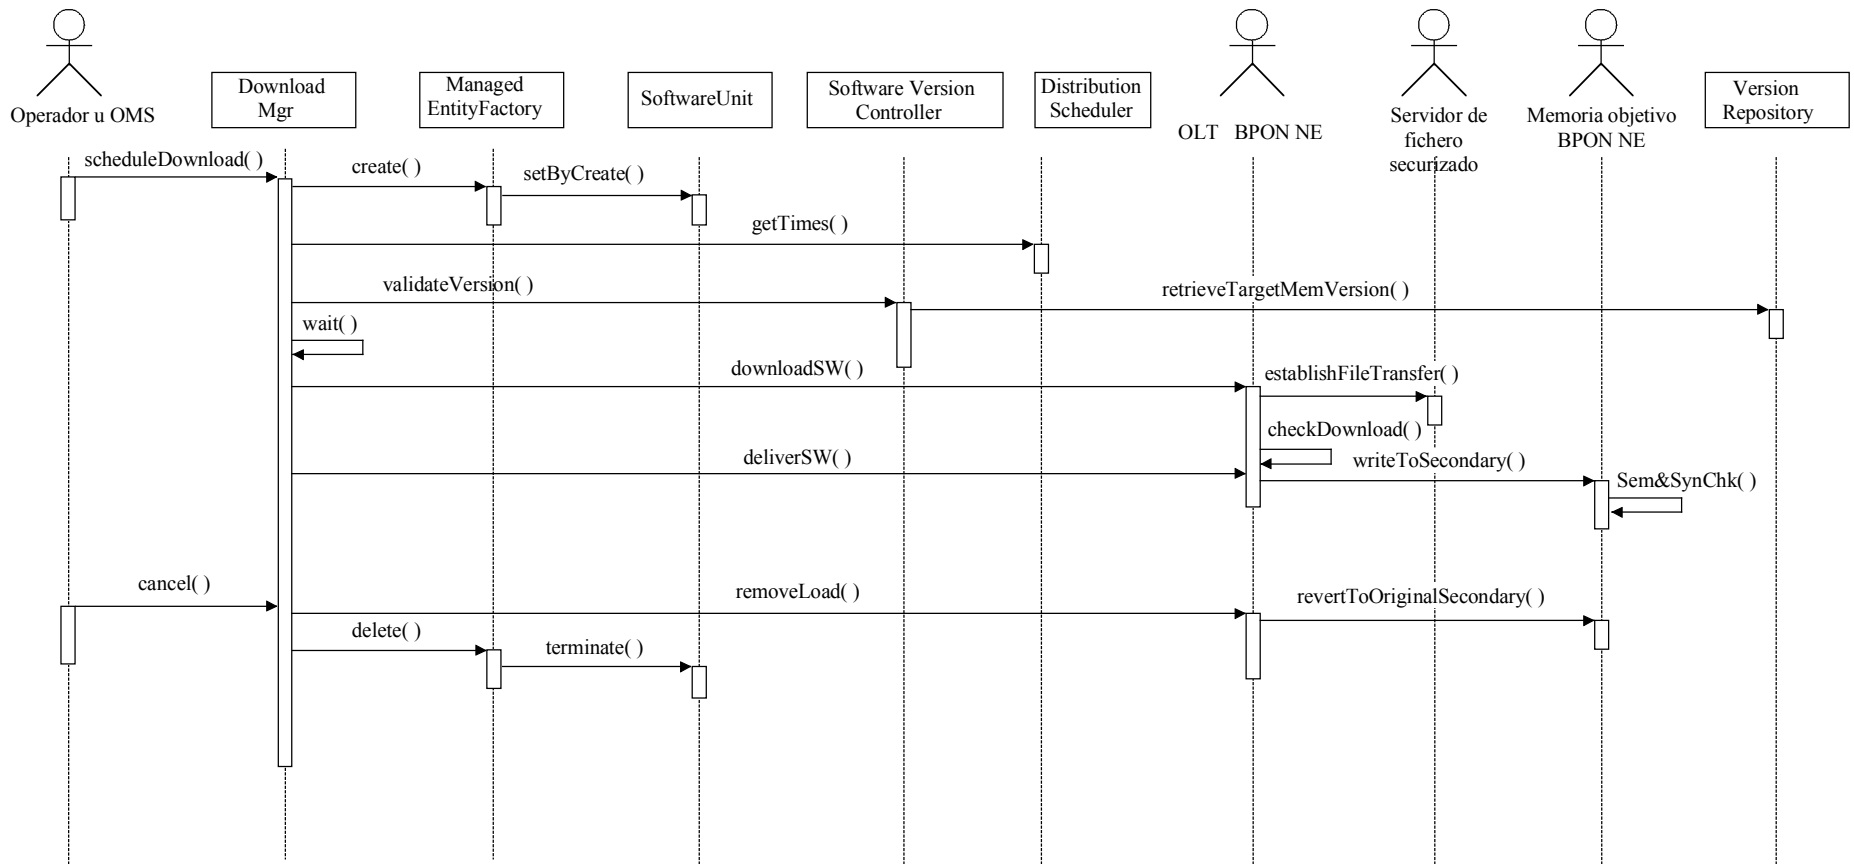 Operador u OMS
Download
Mgr
Managed
EntityFactory
SoftwareUnit
Software Version
Controller
Distribution
Scheduler
OLT BPON NE
Servidor de
fichero
securizado
Memoria objetivo
BPON NE
Version
Repository
scheduleDownload( )
create( )
setByCreate( )
getTimes( )
validateVersion( )
retrieveTargetMemVersion( )
wait( )
downloadSW( )
establishFileTransfer( )
checkDownload( )
deliverSW( )
writeToSecondary( )
Sem&SynChk( )
cancel( )
removeLoad( )
revertToOriginalSecondary( )
delete( )
terminate( )